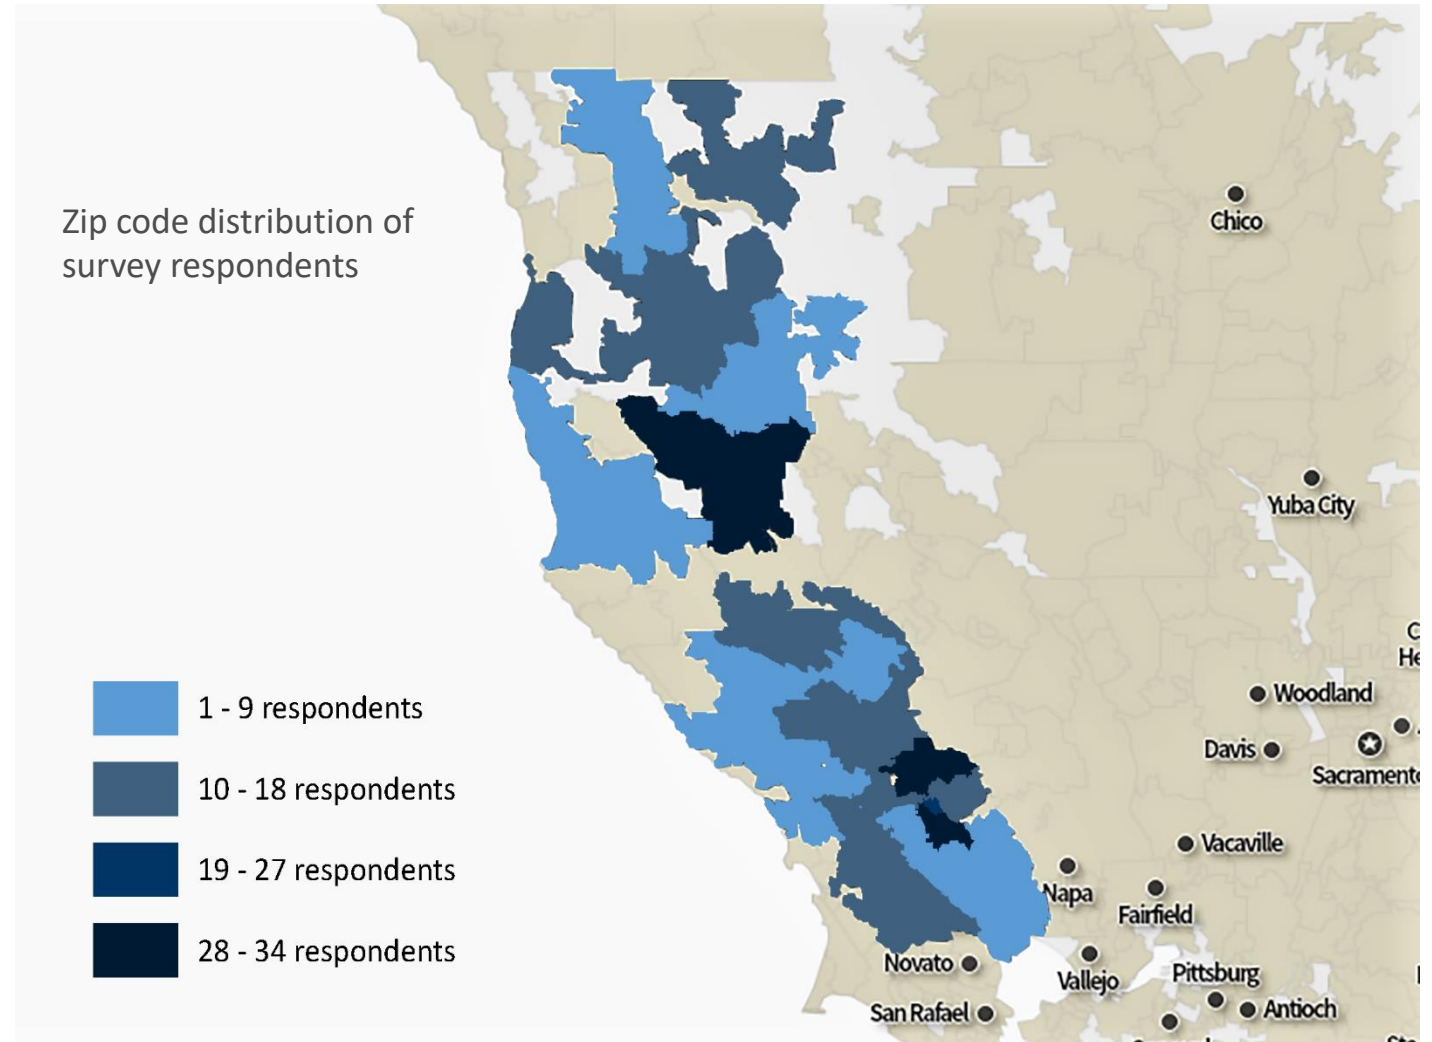 Zip code distribution of
survey respondents
1 - 9 respondents
10 - 18 respondents
19 - 27 respondents
28 - 34 respondents
Chico
Yuba City
Woodland
Davis
Vacaville
Napa
Fairfield
Novato
Vallejo
Pittsburg
San Rafael
Antioch